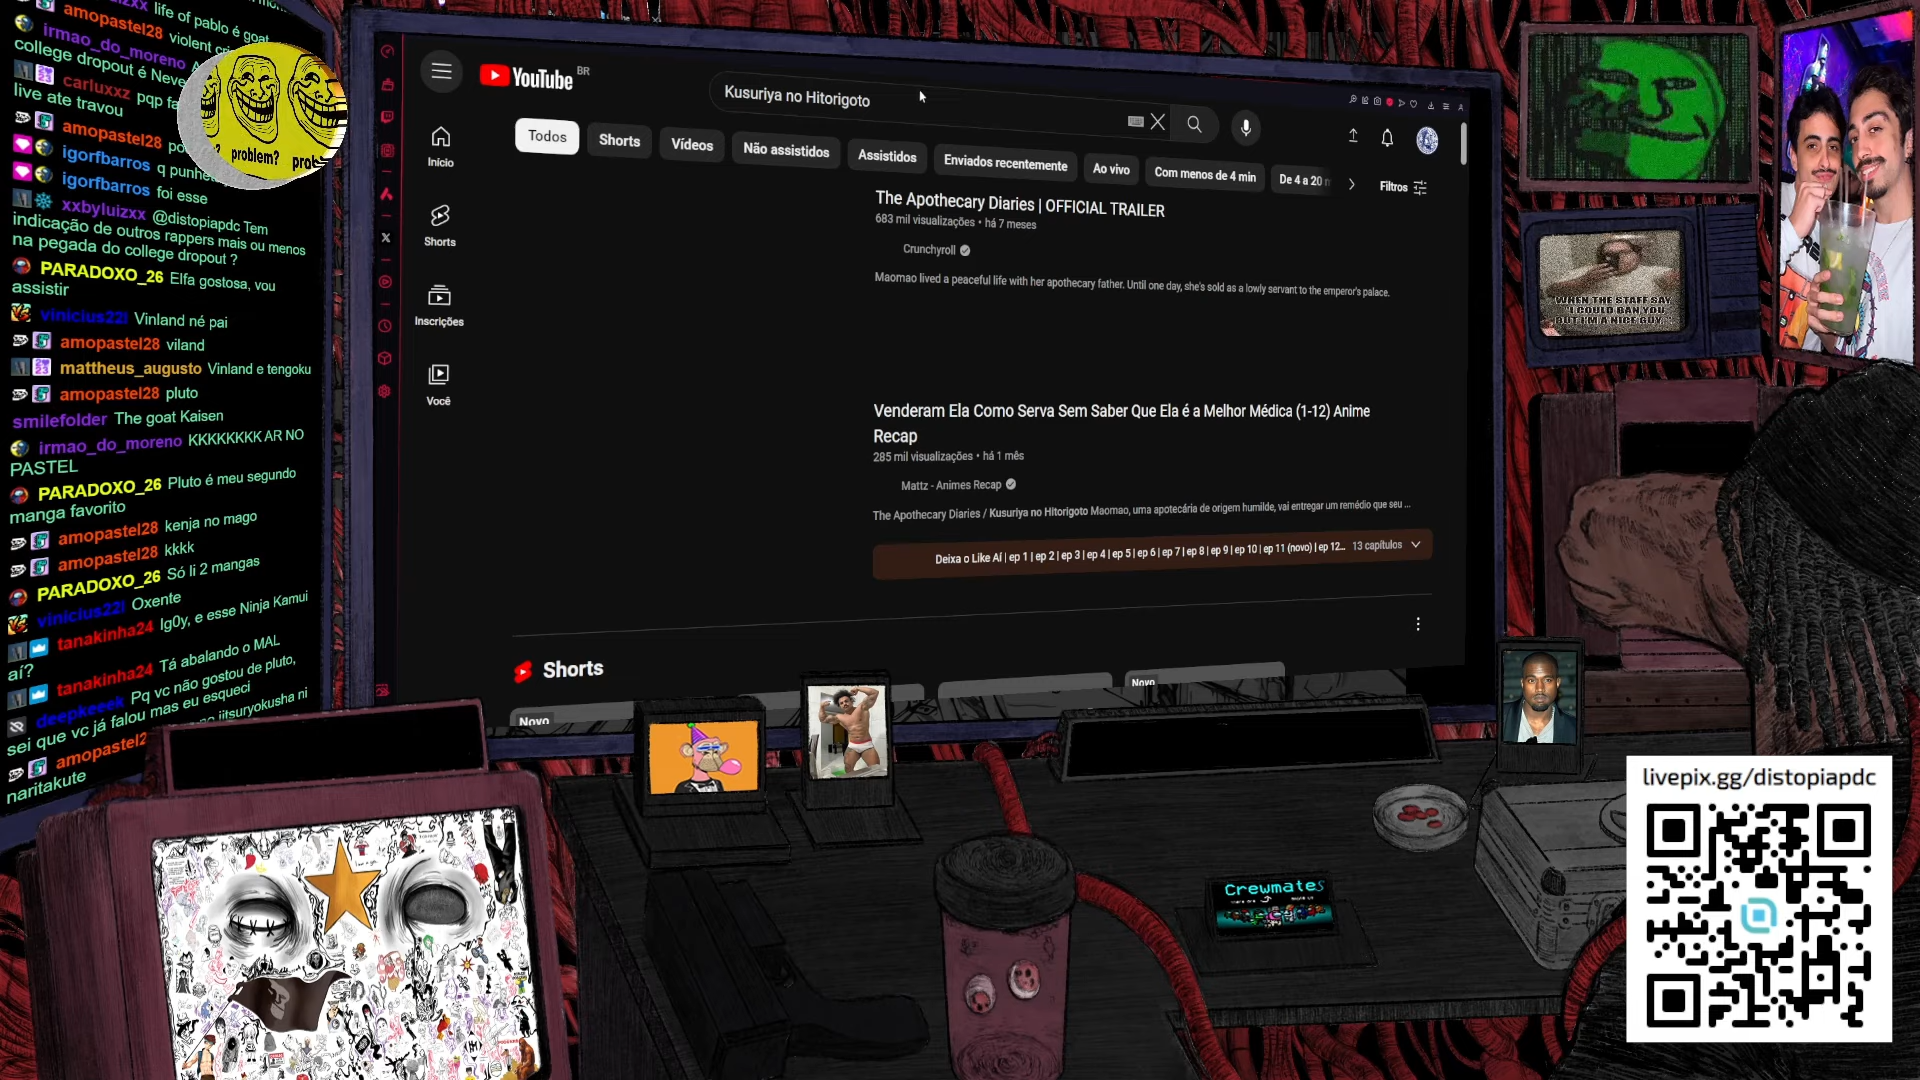 life of pablo é goat
amopastel28 violent
irmao_do_moreno
college dropout é
carluxxz pqp
live ate travou
amopastel28
igorfbarros
igorfbarros foi esse
xxbyluizxx @distopiapdc Tem
indicação de outros rappers mais ou menos
na pegada do college dropout ?
PARADOXO_26 Elfa gostosa, vou
assistir
vinicius22l Vinland né pai
amopastel28 viland
mattheus_augusto Vinland e tengoku
amopastel28 pluto
smilefolder The goat Kaisen
irmao_do_moreno KKKKKKKK AR NO
PASTEL
PARADOXO_26 Pluto é meu segundo
manga favorito
amopastel28 kenja no mago
amopastel28 kkkk
PARADOXO_26 Só li 2 mangas
vinicius22l Oxente
tanakinha24 Ig0y, e esse Ninja Kamui
aí?
tanakinha24 Tá abalando o MAL
deepkeeek Pq vc não gostou de pluto,
sei que vc já falou mas eu esqueci
jitsuryokusha ni
naritakute
problem?
YouTube BR
Kusuriya no Hitorigoto
Início
Shorts
Inscrições
Você
Todos
Shorts
Vídeos
Não assistidos
Assistidos
Enviados recentemente
Ao vivo
Com menos de 4 min
De 4 a 20
Filtros
The Apothecary Diaries | OFFICIAL TRAILER
683 mil visualizações • há 7 meses
Crunchyroll
Maomao lived a peaceful life with her apothecary father. Until one day, she's sold as a lowly servant to the emperor's palace.
Venderam Ela Como Serva Sem Saber Que Ela é a Melhor Médica (1-12) Anime
Recap
285 mil visualizações • há 1 mês
Mattz - Animes Recap
The Apothecary Diaries / Kusuriya no Hitorigoto Maomao, uma apotecária de origem humilde, vai entregar um remédio que seu ...
Deixa o Like Aí | ep 1 | ep 2 | ep 3 | ep 4 | ep 5 | ep 6 | ep 7 | ep 8 | ep 9 | ep 10 | ep 11 (novo) | ep 12... 13 capítulos
Shorts
Novo
Novo
WHEN THE STAFF SAY
"I COULD BAN YOU
BUT I'M A NICE GUY"
Crewmates
livepix.gg/distopiapdc